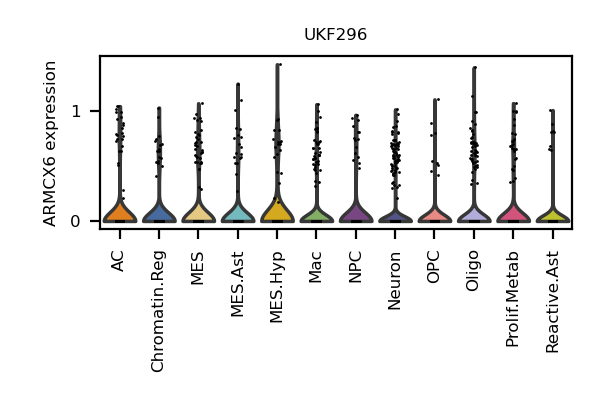 UKF296
ARMCX6 expression
1
0
AC
Chromatin.Reg
MES
MES.Ast
MES.Hyp
Mac
NPC
Neuron
OPC
Oligo
Prolif.Metab
Reactive.Ast